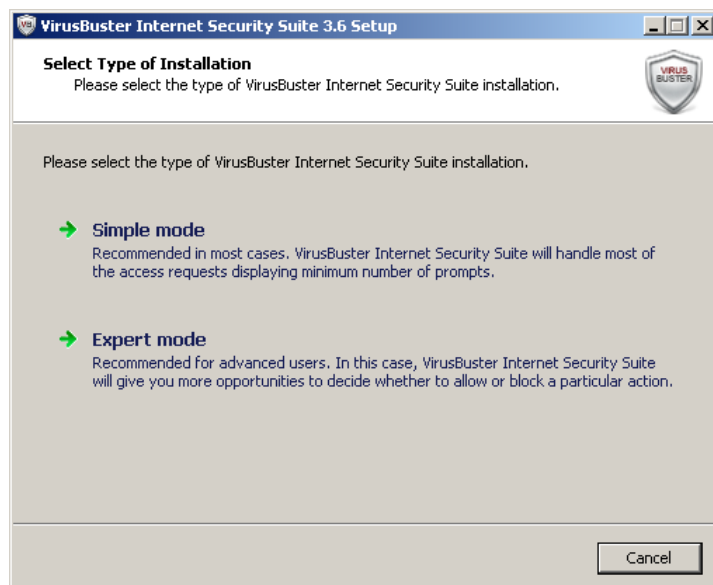 VirusBuster Internet Security Suite 3.6 Setup
Select Type of Installation
Please select the type of VirusBuster Internet Security Suite installation.
VIRUS
BUSTER
Please select the type of VirusBuster Internet Security Suite installation.
Simple mode
Recommended in most cases. VirusBuster Internet Security Suite will handle most of
the access requests displaying minimum number of prompts.
Expert mode
Recommended for advanced users. In this case, VirusBuster Internet Security Suite
will give you more opportunities to decide whether to allow or block a particular action.
Cancel